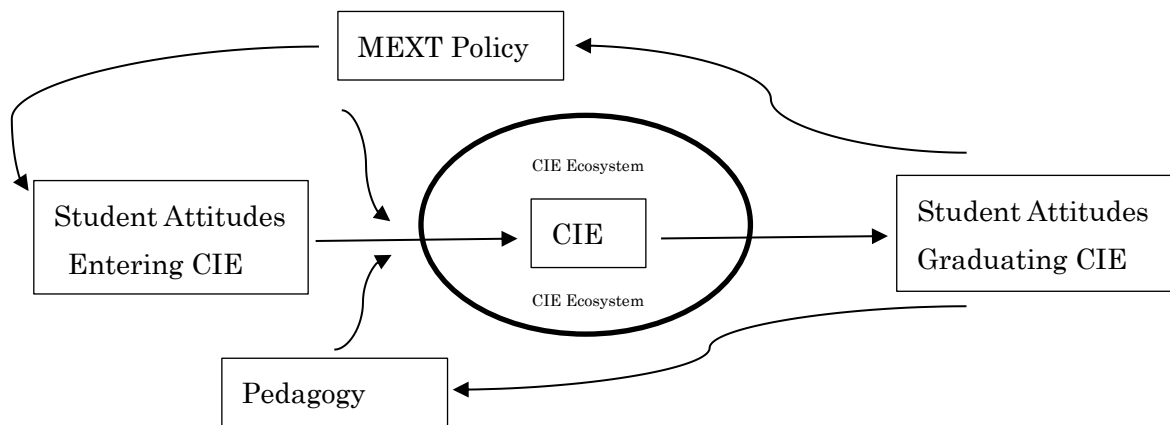 MEXT Policy
CIE Ecosystem
Student Attitudes
Entering CIE
CIE
Student Attitudes
Graduating CIE
CIE Ecosystem
Pedagogy